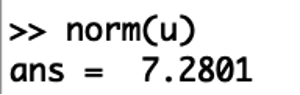 >> norm(u)
ans =  7.2801